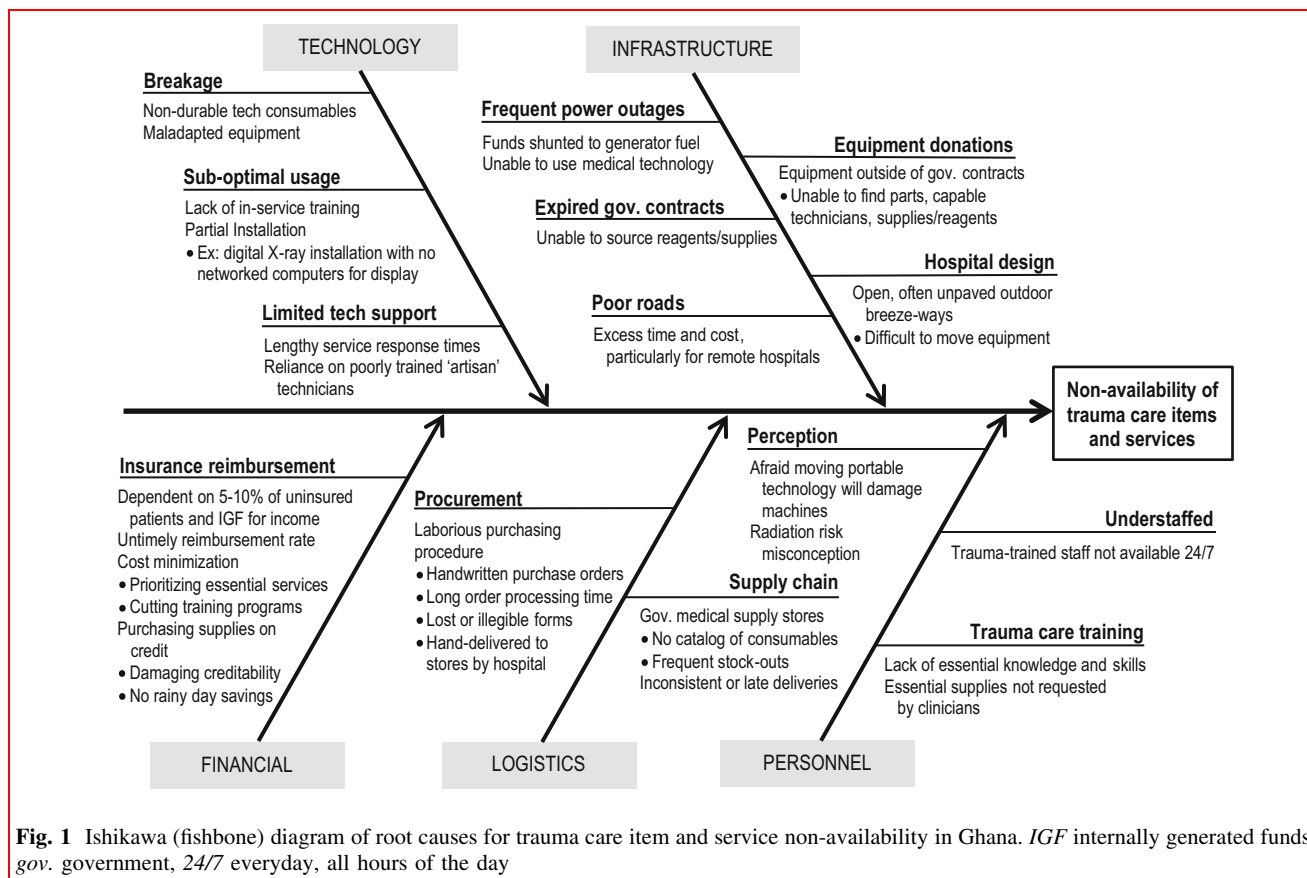 TECHNOLOGY
Breakage
Non-durable tech consumables
Maladapted equipment
Sub-optimal usage
Lack of in-service training
Partial Installation
• Ex: digital X-ray installation with no
networked computers for display
Limited tech support
Lengthy service response times
Reliance on poorly trained ‘artisan’
technicians
INFRASTRUCTURE
Frequent power outages
Funds shunted to generator fuel
Unable to use medical technology
Expired gov. contracts
Unable to source reagents/supplies
Poor roads
Excess time and cost,
particularly for remote hospitals
Equipment donations
Equipment outside of gov. contracts
• Unable to find parts, capable
technicians, supplies/reagents
Hospital design
Open, often unpaved outdoor
breeze-ways
• Difficult to move equipment
Non-availability of
trauma care items
and services
Insurance reimbursement
Dependent on 5-10% of uninsured
patients and IGF for income
Untimely reimbursement rate
Cost minimization
• Prioritizing essential services
• Cutting training programs
Purchasing supplies on
credit
• Damaging creditability
• No rainy day savings
FINANCIAL
Procurement
Laborious purchasing
procedure
• Handwritten purchase orders
• Long order processing time
• Lost or illegible forms
• Hand-delivered to
stores by hospital
Supply chain
Gov. medical supply stores
• No catalog of consumables
• Frequent stock-outs
Inconsistent or late deliveries
LOGISTICS
Perception
Afraid moving portable
technology will damage
machines
Radiation risk
misconception
Understaffed
Trauma-trained staff not available 24/7
Trauma care training
Lack of essential knowledge and skills
Essential supplies not requested
by clinicians
PERSONNEL
Fig. 1 Ishikawa (fishbone) diagram of root causes for trauma care item and service non-availability in Ghana. IGF internally generated funds
gov. government, 24/7 everyday, all hours of the day